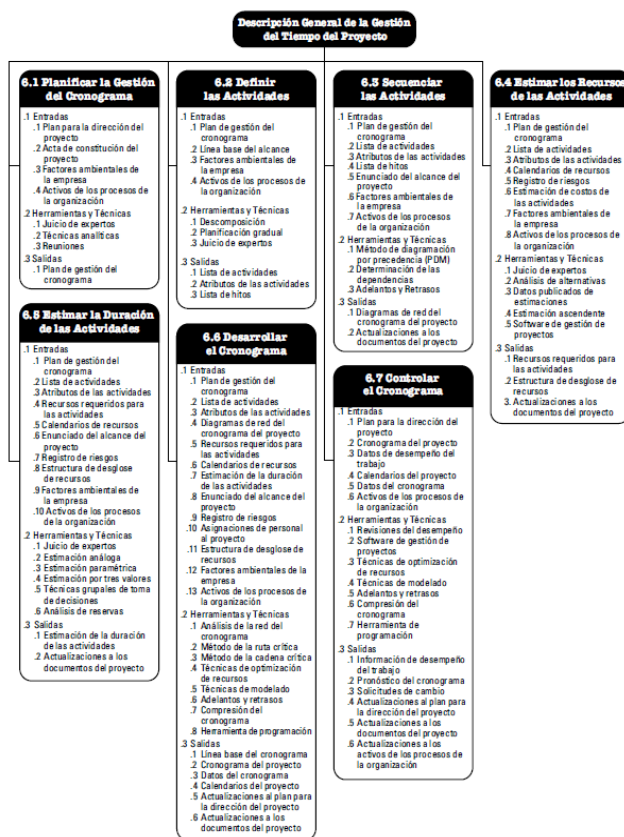 Descripción General de la Gestión
del Tiempo del Proyecto
6.1 Planificar la Gestión
del Cronograma
.1 Entradas
.1 Plan para la dirección del
proyecto
.2 Acta de constitución del
proyecto
.3 Factores ambientales de
la empresa
.4 Activos de los procesos de
la organización
.2 Herramientas y Técnicas
.1 Juicio de expertos
.2 Técnicas analíticas
.3 Reuniones
.3 Salidas
.1 Plan de gestión del
cronograma
6.2 Definir
las Actividades
.1 Entradas
.1 Plan de gestión del
cronograma
.2 Línea base del alcance
.3 Factores ambientales de
la empresa
.4 Activos de los procesos de
la organización
.2 Herramientas y Técnicas
.1 Descomposición
.2 Planificación gradual
.3 Juicio de expertos
.3 Salidas
.1 Lista de actividades
.2 Atributos de las actividades
.3 Lista de hitos
6.3 Secuenciar
las Actividades
.1 Entradas
.1 Plan de gestión del
cronograma
.2 Lista de actividades
.3 Atributos de las actividades
.4 Lista de hitos
.5 Enunciado del alcance del
proyecto
.6 Factores ambientales de
la empresa
.7 Activos de los procesos de
la organización
.2 Herramientas y Técnicas
.1 Método de diagramación
por precedencia (PDM)
.2 Determinación de las
dependencias
.3 Adelantos y Retrasos
.3 Salidas
.1 Diagramas de red del
cronograma del proyecto
.2 Actualizaciones a los
documentos del proyecto
6.4 Estimar los Recursos
de las Actividades
.1 Entradas
.1 Plan de gestión del
cronograma
.2 Lista de actividades
.3 Atributos de las actividades
.4 Calendarios de recursos
.5 Registro de riesgos
.6 Estimación de costos de
las actividades
.7 Factores ambientales de
la empresa
.8 Activos de los procesos de
la organización
.2 Herramientas y Técnicas
.1 Juicio de expertos
.2 Análisis de alternativas
.3 Datos publicados de
estimaciones
.4 Estimación ascendente
.5 Software de gestión de
proyectos
.3 Salidas
.1 Recursos requeridos para
las actividades
.2 Estructura de desglose de
recursos
3. Actualizaciones a los
documentos del proyecto
6.5 Estimar la Duración
de las Actividades
.1 Entradas
.1 Plan de gestión del
cronograma
.2 Lista de actividades
.3 Atributos de las actividades
.4 Recursos requeridos para
las actividades
.5 Calendarios de recursos
.6 Enunciado del alcance del
proyecto
.7 Registro de riesgos
.8 Estructura de desglose
de recursos
.9 Factores ambientales de
la empresa
.10 Activos de los procesos
de la organización
.2 Herramientas y Técnicas
.1 Juicio de expertos
.2 Estimación análoga
.3 Estimación paramétrica
.4 Estimación por tres valores
.5 Técnicas grupales de toma
de decisiones
.6 Análisis de reservas
.3 Salidas
.1 Estimación de la duración
de las actividades
.2 Actualizaciones a los
documentos del proyecto
6.6 Desarrollar
el Cronograma
.1 Entradas
.1 Plan de gestión del
cronograma
.2 Lista de actividades
.3 Atributos de las actividades
.4 Diagramas de red del
cronograma del proyecto
.5 Recursos requeridos para
las actividades
.6 Calendarios de recursos
.7 Estimación de la duración
de las actividades
.8 Enunciado del alcance del
proyecto
.9 Registro de riesgos
.10 Asignaciones de personal
al proyecto
.11 Estructura de desglose de
recursos
.12 Factores ambientales de la
empresa
.13 Activos de los procesos de
la organización
.2 Herramientas y Técnicas
.1 Análisis de la red del
cronograma
.2 Método de la ruta crítica
.3 Método de la cadena crítica
.4 Técnicas de optimización
de recursos
.5 Técnicas de modelado
.6 Adelantos y retrasos
.7 Compresión del
cronograma
.8 Herramienta de programación
.3 Salidas
.1 Línea base del cronograma
.2 Cronograma del proyecto
.3 Datos del cronograma
.4 Calendarios del proyecto
.5 Actualizaciones al plan para
la dirección del proyecto
.6 Actualizaciones a los
documentos del proyecto
6.7 Controlar
el Cronograma
.1 Entradas
.1 Plan para la dirección del
proyecto
.2 Cronograma del proyecto
.3 Datos de desempeño del
trabajo
.4 Calendarios del proyecto
.5 Datos del cronograma
.6 Activos de los procesos de la
organización
.2 Herramientas y Técnicas
.1 Revisiones del desempeño
.2 Software de gestión de
proyectos
.3 Técnicas de optimización
de recursos
.4 Técnicas de modelado
.5 Adelantos y retrasos
.6 Compresión del
cronograma
.7 Herramienta de
programación
.3 Salidas
.1 Información de desempeño
del trabajo
.2 Pronóstico del cronograma
.3 Solicitudes de cambio
.4 Actualizaciones al plan para
la dirección del proyecto
.5 Actualizaciones a los
documentos del proyecto
.6 Actualizaciones a los
activos de los procesos de la
organización